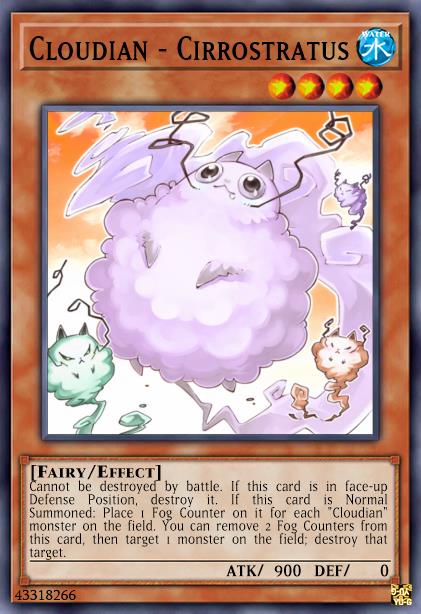 Cloudian - Cirrostratus
WATER
水
[Fairy/Effect]
Cannot be destroyed by battle. If this card is in face-up
Defense Position, destroy it. If this card is Normal
Summoned: Place 1 Fog Counter on it for each "Cloudian"
monster on the field. You can remove 2 Fog Counters from
this card, then target 1 monster on the field; destroy that
target.
ATK/ 900 DEF/ 0
43318266